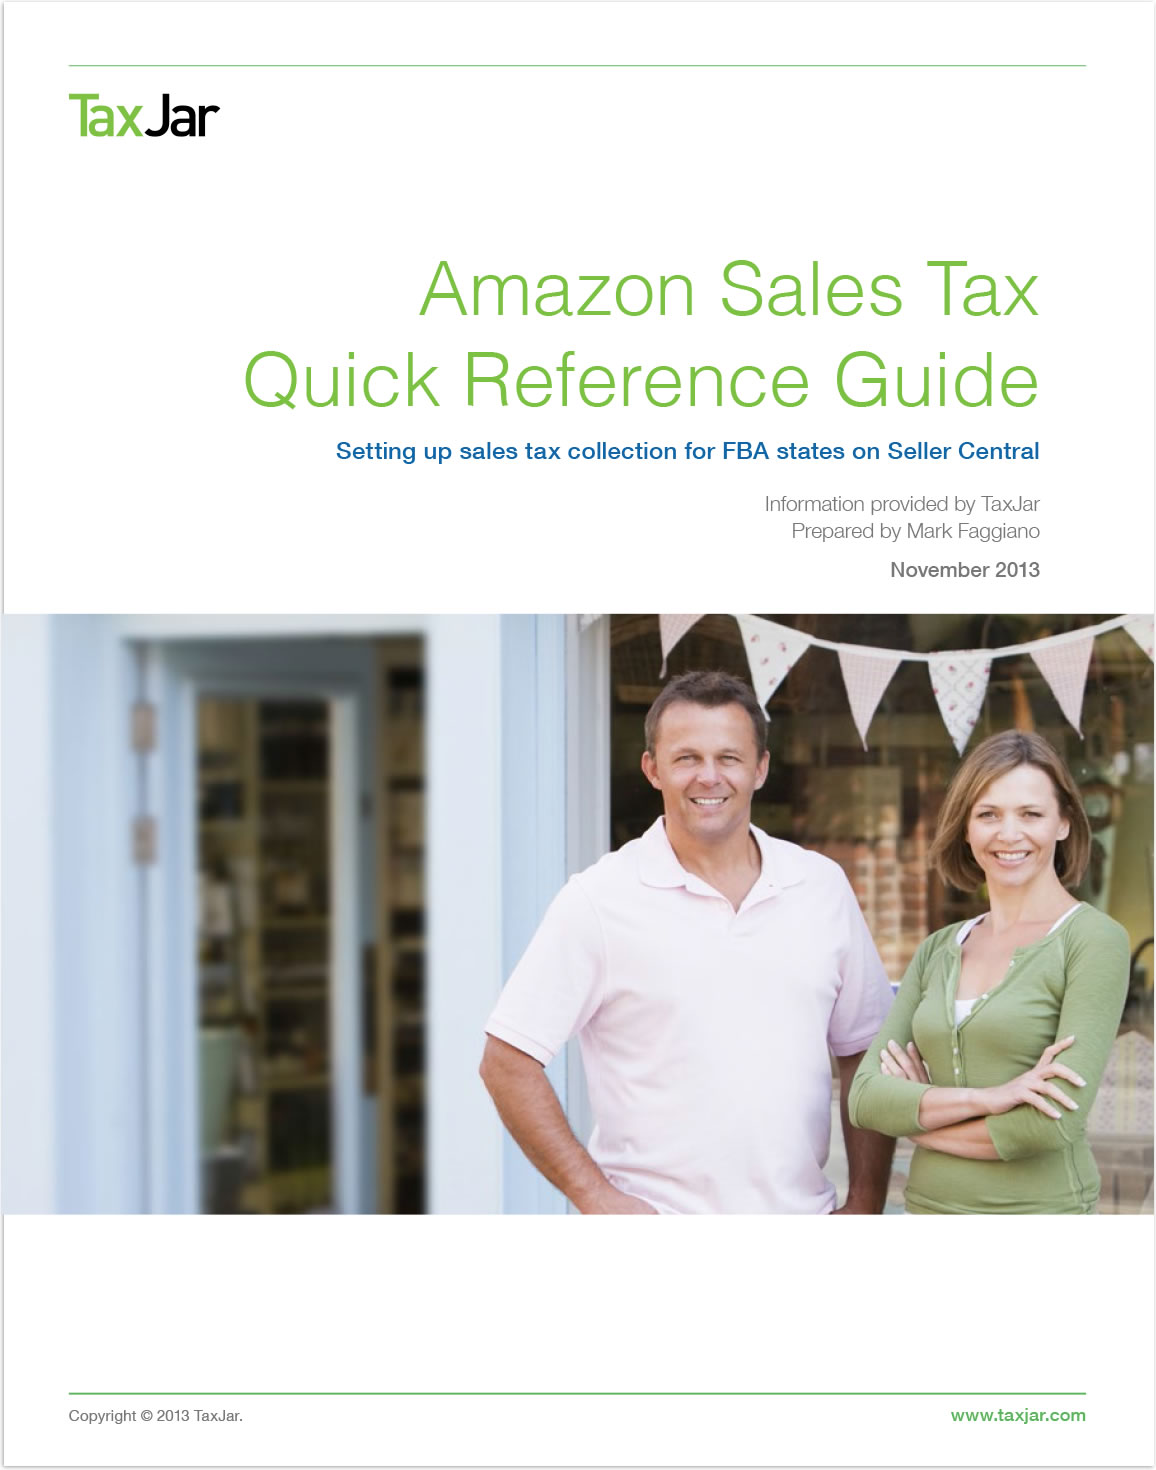 TaxJar
Amazon Sales Tax
Quick Reference Guide
Setting up sales tax collection for FBA states on Seller Central
Information provided by TaxJar
Prepared by Mark Faggiano
November 2013
Copyright © 2013 TaxJar.
www.taxjar.com